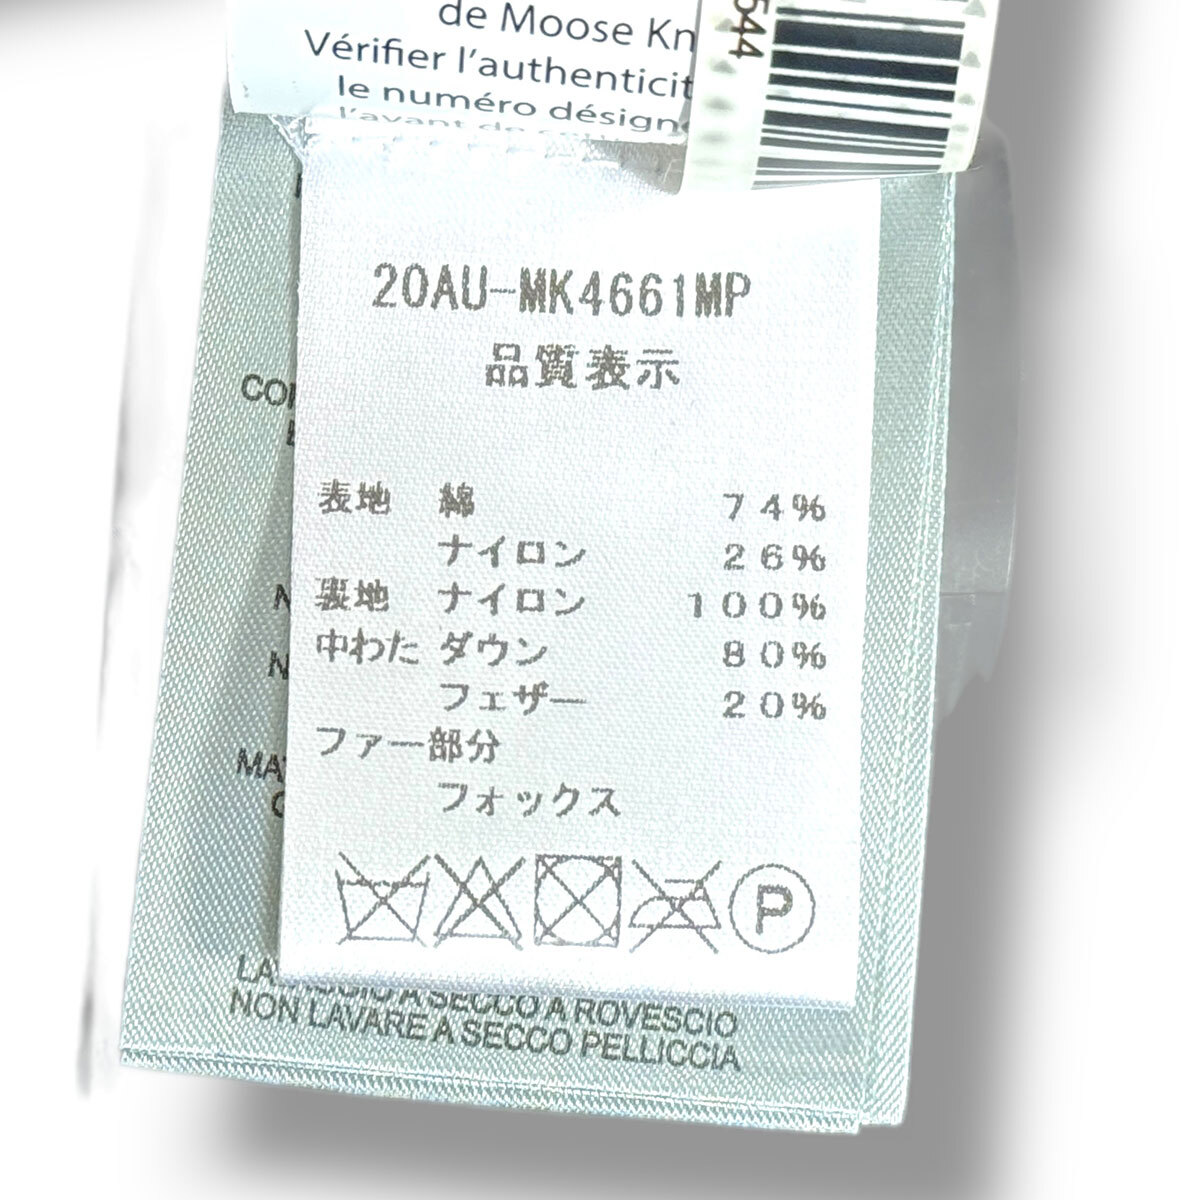 de Moose Kn
Vérifier l'authenticit
le numéro désign
544
20AU-MK4661MP
品質表示
表地 綿 74%
ナイロン 26%
裏地 ナイロン 100%
中わた ダウン 80%
フェザー 20%
ファー部分
フォックス
P
CO
MA
A SECCO A ROVESCIO
NON LAVARE A SECCO PELLICCIA